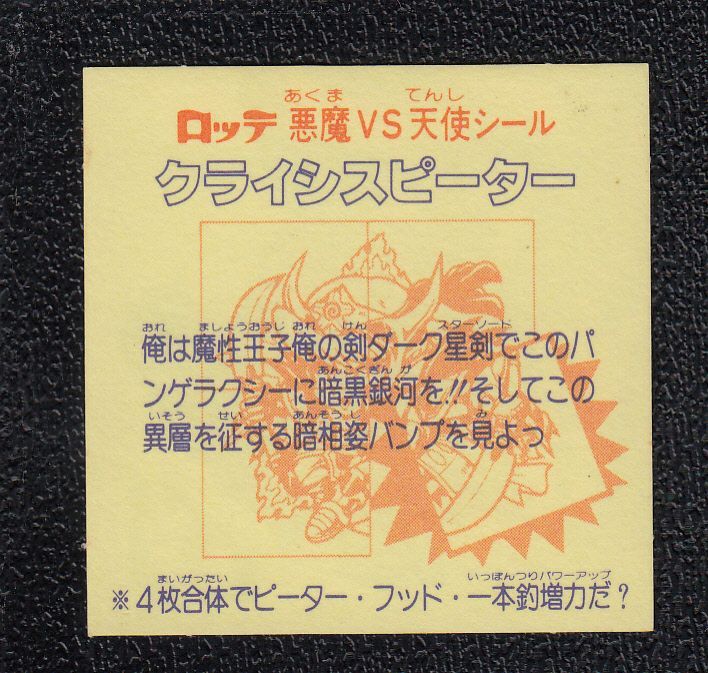 あくま てんし
ロッテ 悪魔VS天使シール
クライシスピーター
おれ ましょうおうじ おれ けん スターソード
俺は魔性王子俺の剣ダーク星剣でこのパ
あんこくぎんが
ンゲラクシーに暗黒銀河を!!そしてこの
いそう せい あんそうし み
異層を征する暗相姿バンプを見よっ
まいがったい いっぽんつりパワーアップ
※4枚合体でピーター・フッド・一本釣増力だ?